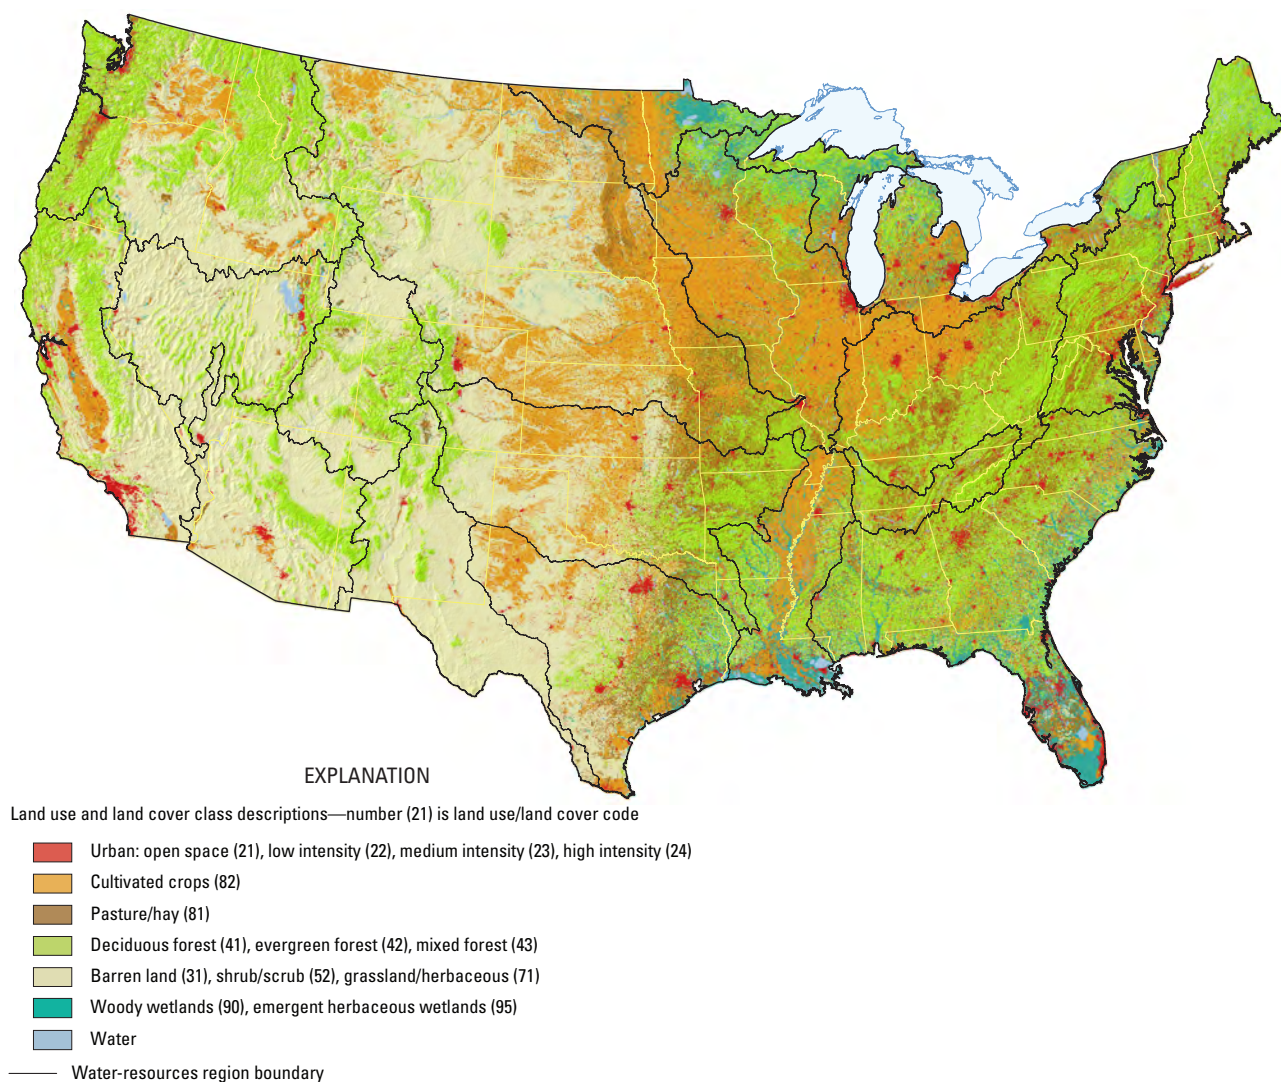 EXPLANATION
Land use and land cover class descriptions—number (21) is land use/land cover code
Urban: open space (21), low intensity (22), medium intensity (23), high intensity (24)
Cultivated crops (82)
Pasture/hay (81)
Deciduous forest (41), evergreen forest (42), mixed forest (43)
Barren land (31), shrub/scrub (52), grassland/herbaceous (71)
Woody wetlands (90), emergent herbaceous wetlands (95)
Water
Water-resources region boundary